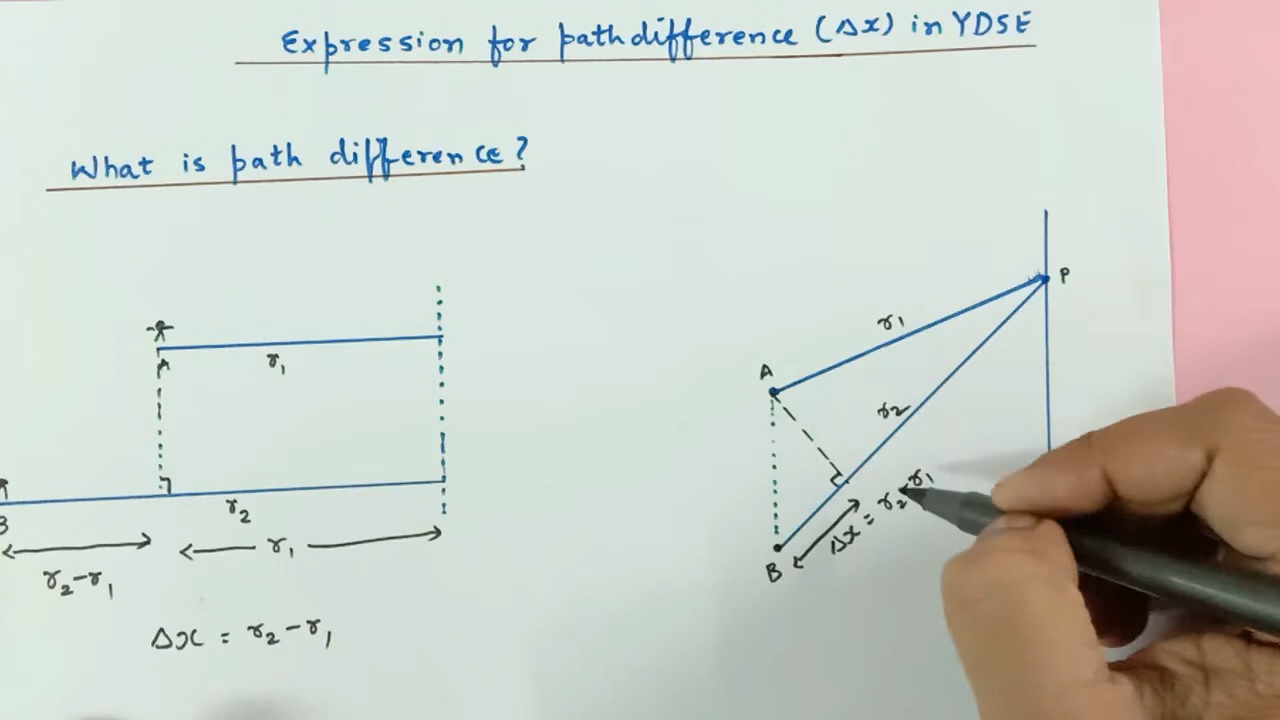 Expression for path difference (Δx) in YDSE
What is path difference?
A
r₁
B
r₂
r₂-r₁
r₁
Δx = r₂-r₁
P
r₁
A
r₂
Δx = r₂ r₁
B